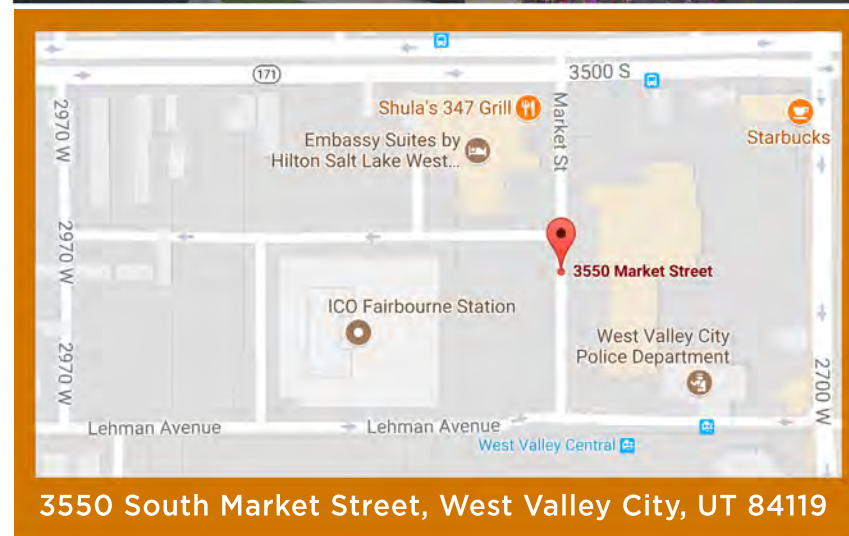 171
3500 S
Shula's 347 Grill
Market St
Starbucks
2970 W
Embassy Suites by
Hilton Salt Lake West...
2970 W
3550 Market Street
ICO Fairbourne Station
West Valley City
Police Department
2970 W
2700 W
Lehman Avenue
Lehman Avenue
West Valley Central
3550 South Market Street, West Valley City, UT 84119